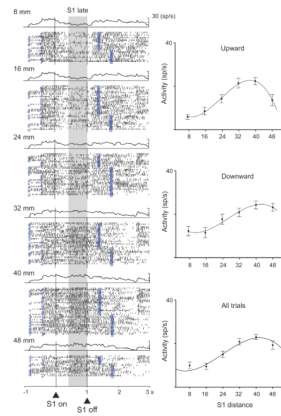 8 mm
S1 late
30 (sp/s)
16 mm
24 mm
32 mm
40 mm
48 mm
-1 0 1 2 3 s
S1 on
S1 off
Upward
40
Activity (sp/s)
8 16 24 32 40 48
Downward
40
Activity (sp/s)
8 16 24 32 40 48
All trials
40
Activity (sp/s)
8 16 24 32 40 48
S1 distance